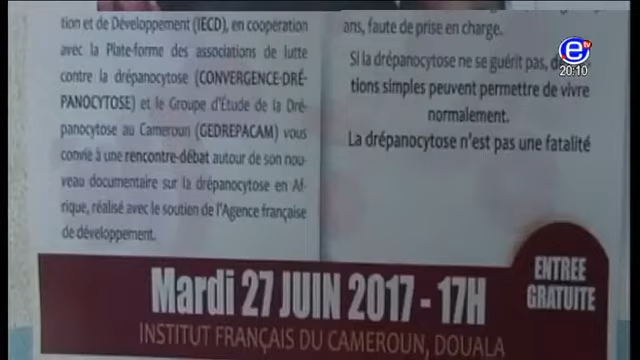 tion et de Développement (IECD), en coopération
avec la Plate-forme des associations de lutte
contre la drépanocytose (CONVERGENCE-DRÉ-
PANOCYTOSE) et le Groupe d'Étude de la Dré-
panocytose au Cameroun (GEDREPACAM) vous
convie à une rencontre-débat autour de son nou-
veau documentaire sur la drépanocytose en Af-
rique, réalisé avec le soutien de l'Agence française
de développement.
ans, faute de prise en charge.
Si la drépanocytose ne se guérit pas, des
tions simples peuvent permettre de vivre
normalement.
La drépanocytose n'est pas une fatalité
e tv
20:10
Mardi 27 JUIN 2017 - 17H
INSTITUT FRANÇAIS DU CAMEROUN, DOUALA
ENTREE
GRATUITE